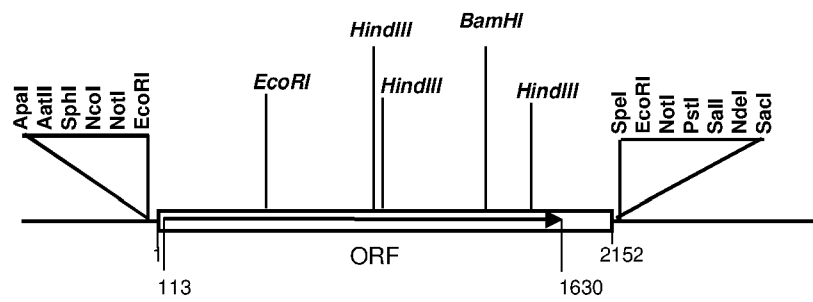 HindIII
BamHI
EcoRI
HindIII
HindIII
ApaI
AatII
SphI
NcoI
NotI
EcoRI
SpeI
EcoRI
NotI
PstI
SalI
NdeI
SacI
1
ORF
2152
113
1630